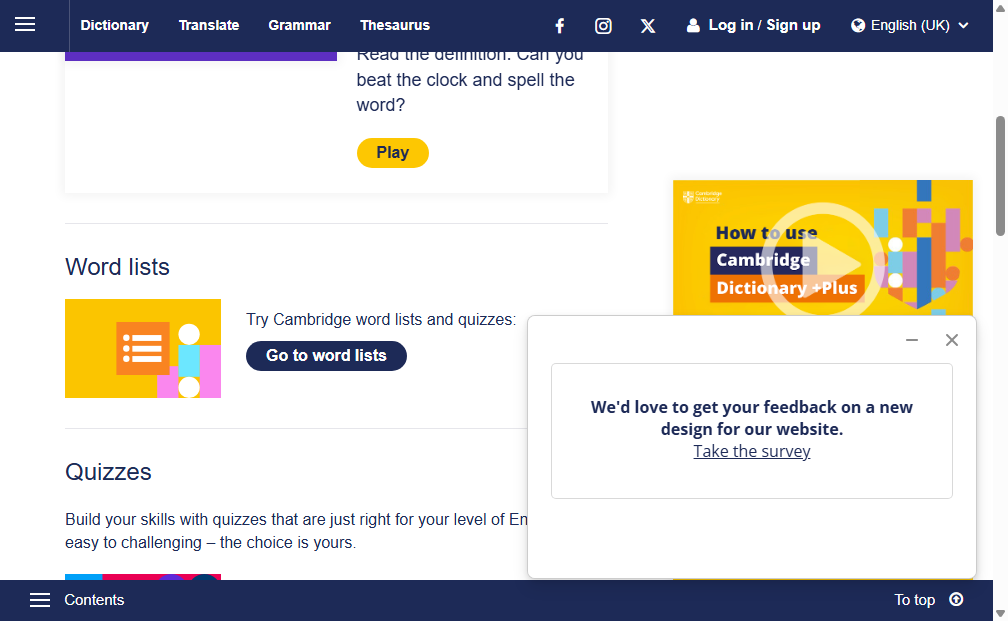 Dictionary Translate Grammar Thesaurus Log in / Sign up English (UK)
Read the definition. Can you
beat the clock and spell the
word?
Play
Cambridge
Dictionary
How to use
Cambridge
Dictionary +Plus
Word lists
Try Cambridge word lists and quizzes:
Go to word lists
We'd love to get your feedback on a new
design for our website.
Take the survey
Quizzes
Build your skills with quizzes that are just right for your level of En
easy to challenging – the choice is yours.
Contents To top